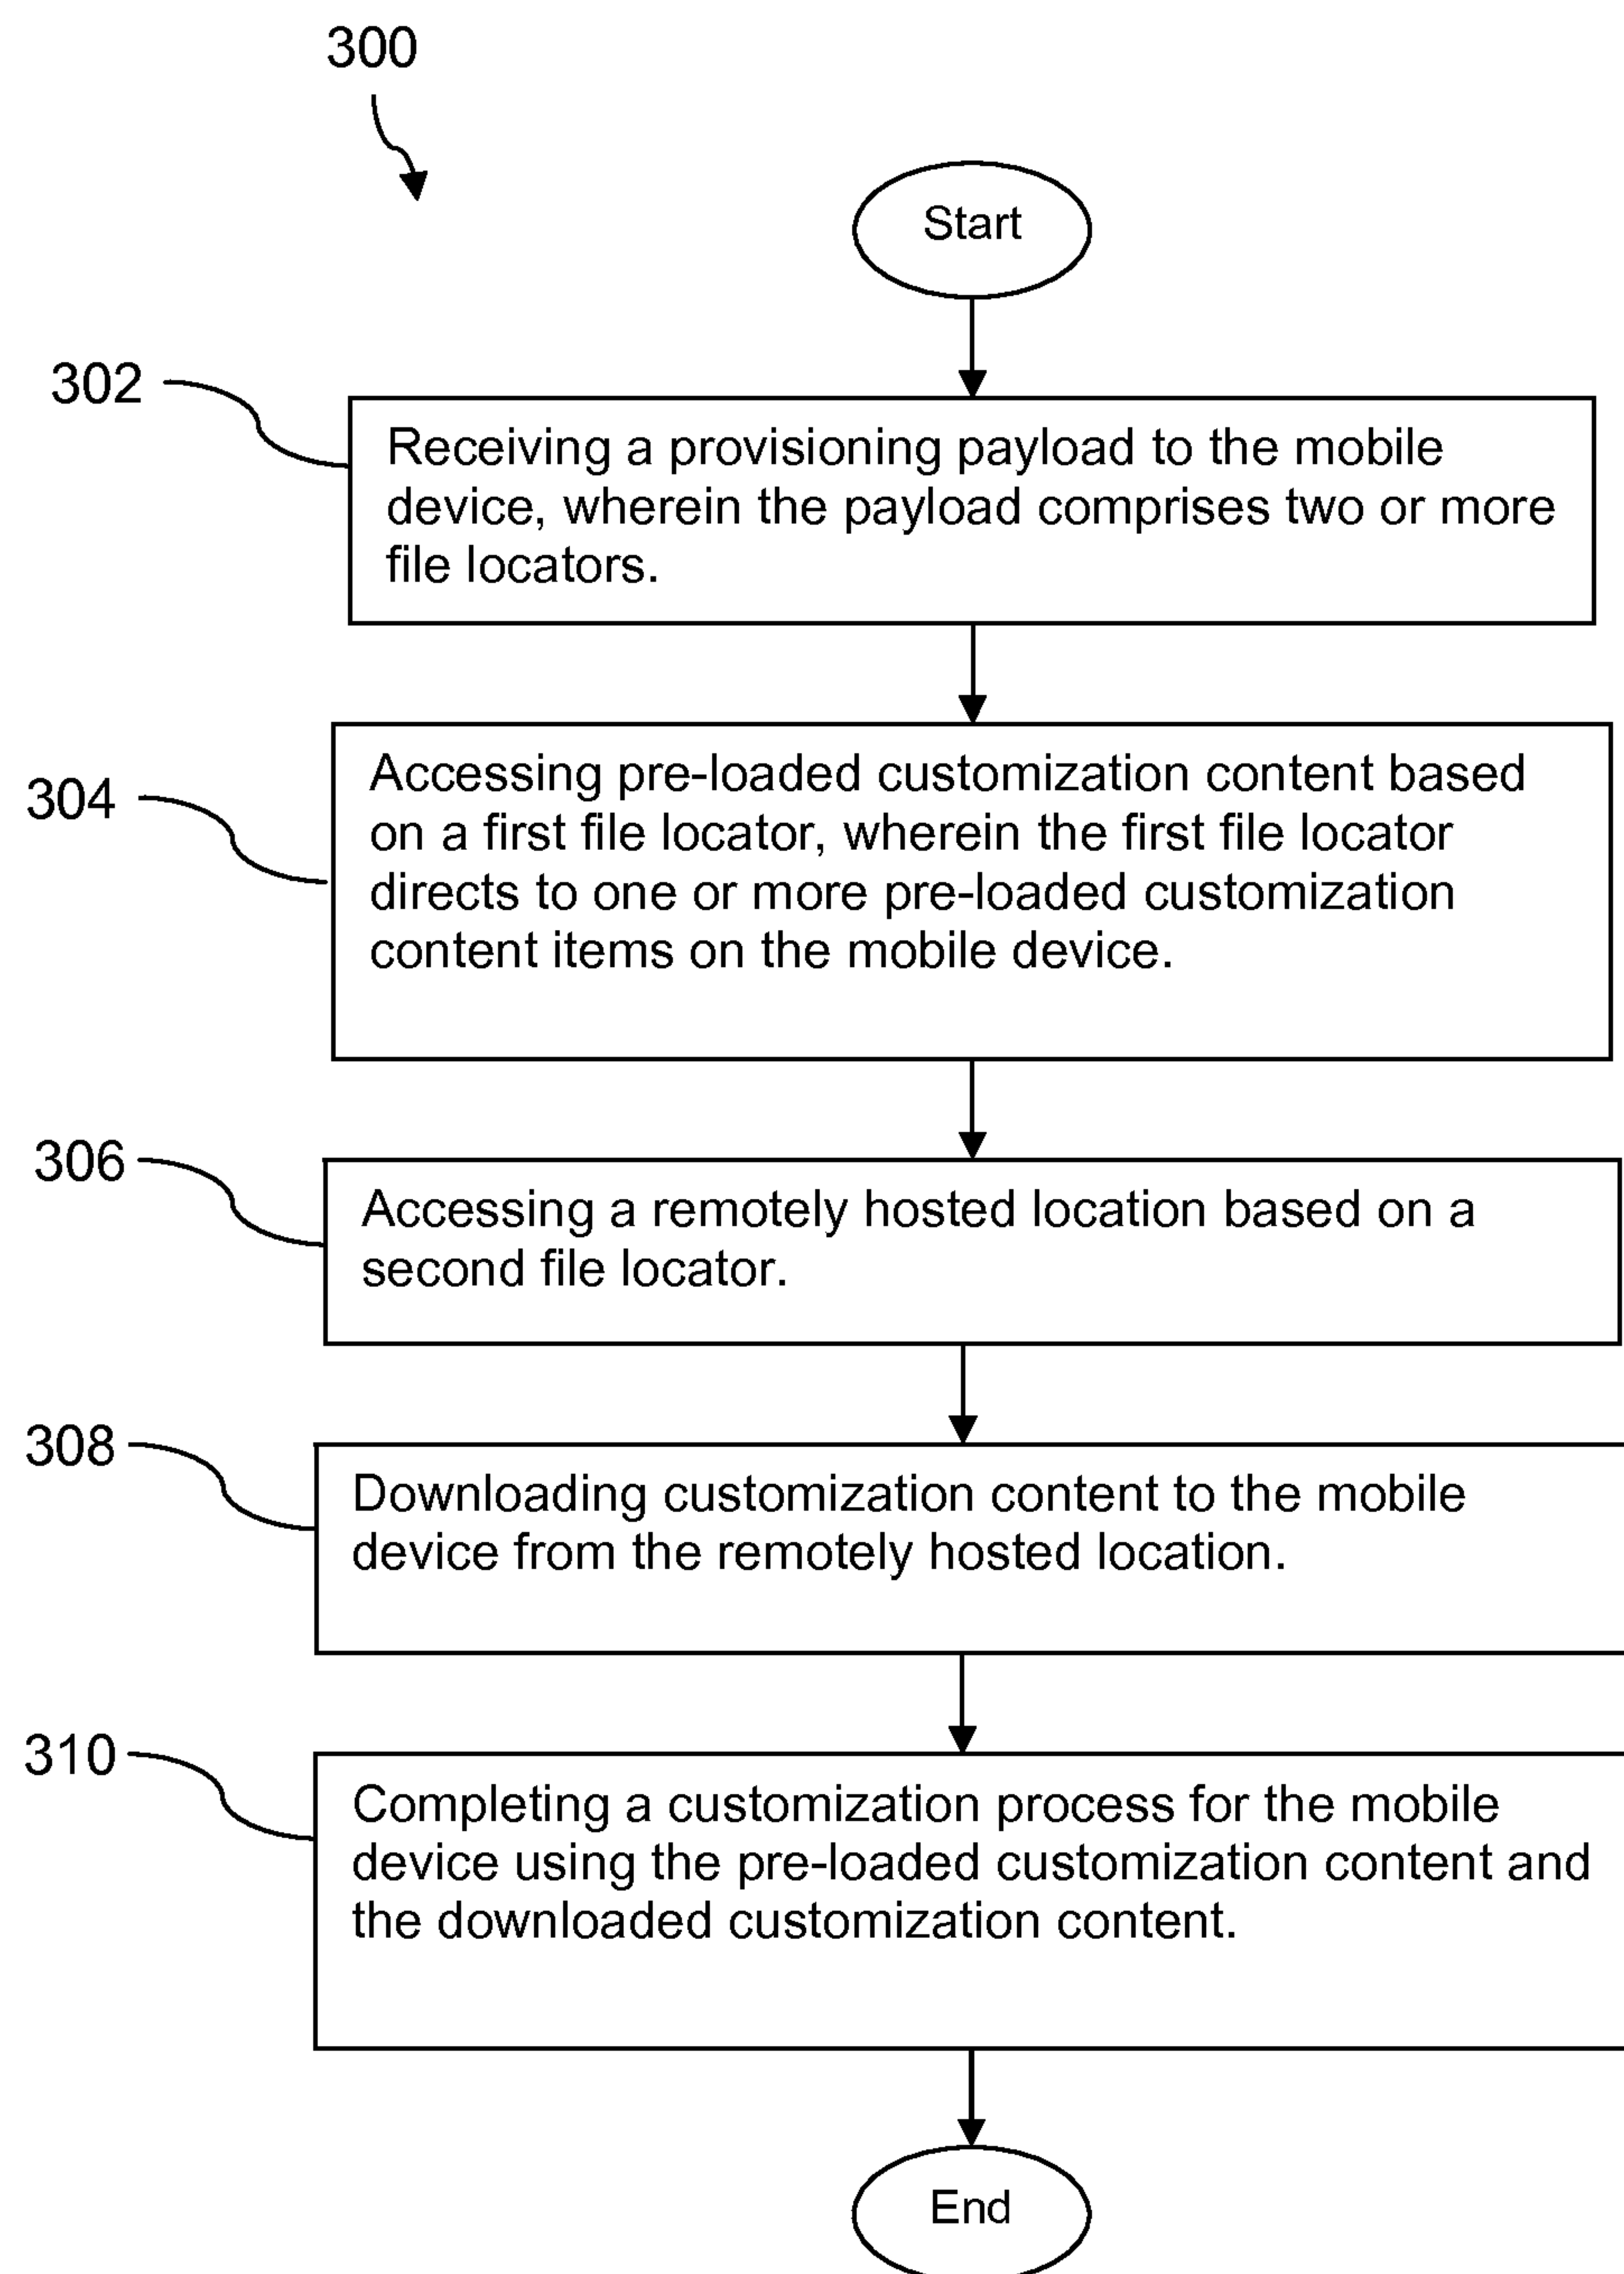 300
Start
302
Receiving a provisioning payload to the mobile
device, wherein the payload comprises two or more
file locators.
304
Accessing pre-loaded customization content based
on a first file locator, wherein the first file locator
directs to one or more pre-loaded customization
content items on the mobile device.
306
Accessing a remotely hosted location based on a
second file locator.
308
Downloading customization content to the mobile
device from the remotely hosted location.
310
Completing a customization process for the mobile
device using the pre-loaded customization content and
the downloaded customization content.
End